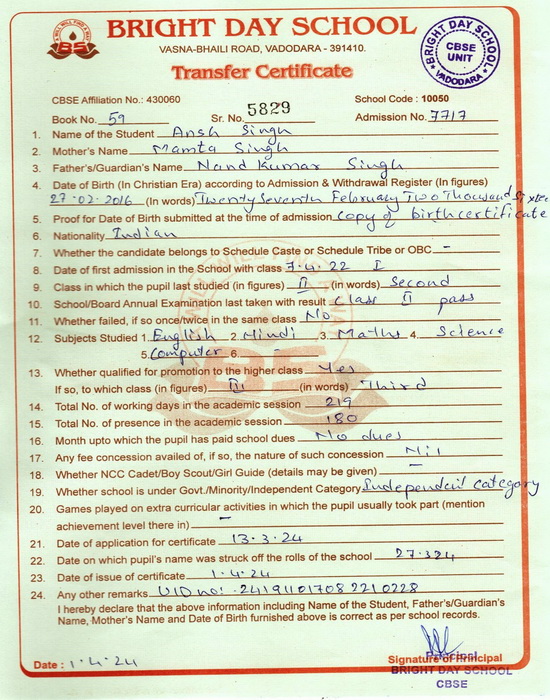 BRIGHT DAY SCHOOL
VASNA-BHAILI ROAD, VADODARA - 391410.
Transfer Certificate
BRIGHT DAY SCHOOL
CBSE
UNIT
VADODARA
BS
CBSE Affiliation No.: 430060 School Code : 10050
Book No. 59 Sr. No. 5829 Admission No. 7717
1. Name of the Student Ansh Singh
2. Mother's Name Mamta Singh
3. Father's/Guardian's Name Nand Kumar Singh
4. Date of Birth (In Christian Era) according to Admission & Withdrawal Register (In figures)
27-02-2016 (In words) Twenty Seventh February Two Thousand Sixteen
5. Proof for Date of Birth submitted at the time of admission copy of birth certificate
6. Nationality Indian
7. Whether the candidate belongs to Schedule Caste or Schedule Tribe or OBC -
8. Date of first admission in the School with class 7.4.22 I
9. Class in which the pupil last studied (in figures) II (in words) Second
10. School/Board Annual Examination last taken with result class II pass
11. Whether failed, if so once/twice in the same class No
12. Subjects Studied 1. English 2. Hindi 3. Maths 4. Science
5. Computer 6. —
13. Whether qualified for promotion to the higher class Yes
If so, to which class (in figures) III (in words) Third
14. Total No. of working days in the academic session 219
15. Total No. of presence in the academic session 180
16. Month upto which the pupil has paid school dues No dues
17. Any fee concession availed of, if so, the nature of such concession Nil
18. Whether NCC Cadet/Boy Scout/Girl Guide (details may be given) —
19. Whether school is under Govt./Minority/Independent Category Independent category
20. Games played on extra curricular activities in which the pupil usually took part (mention
achievement level there in) —
21. Date of application for certificate 13.3.24
22. Date on which pupil's name was struck off the rolls of the school 27.3.24
23. Date of issue of certificate 1.4.24
24. Any other remarks UID no: -241911017082210228
I hereby declare that the above information including Name of the Student, Father's/Guardian's
Name, Mother's Name and Date of Birth furnished above is correct as per school records.
Date : 1.4.24
Signature of Principal
Principal
BRIGHT DAY SCHOOL
CBSE